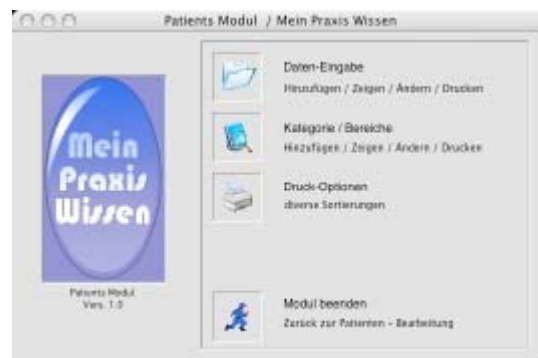 Patients Modul / Mein Praxis Wissen
Mein
Praxis
Wissen
Patients Modul
Vers. 1.0
Daten-Eingabe
Hinzufügen / Zeigen / Ändern / Drucken
Kategorie / Bereiche
Hinzufügen / Zeigen / Ändern / Drucken
Druck-Optionen
diverse Sortierungen
Modul beenden
Zurück zur Patienten - Bearbeitung